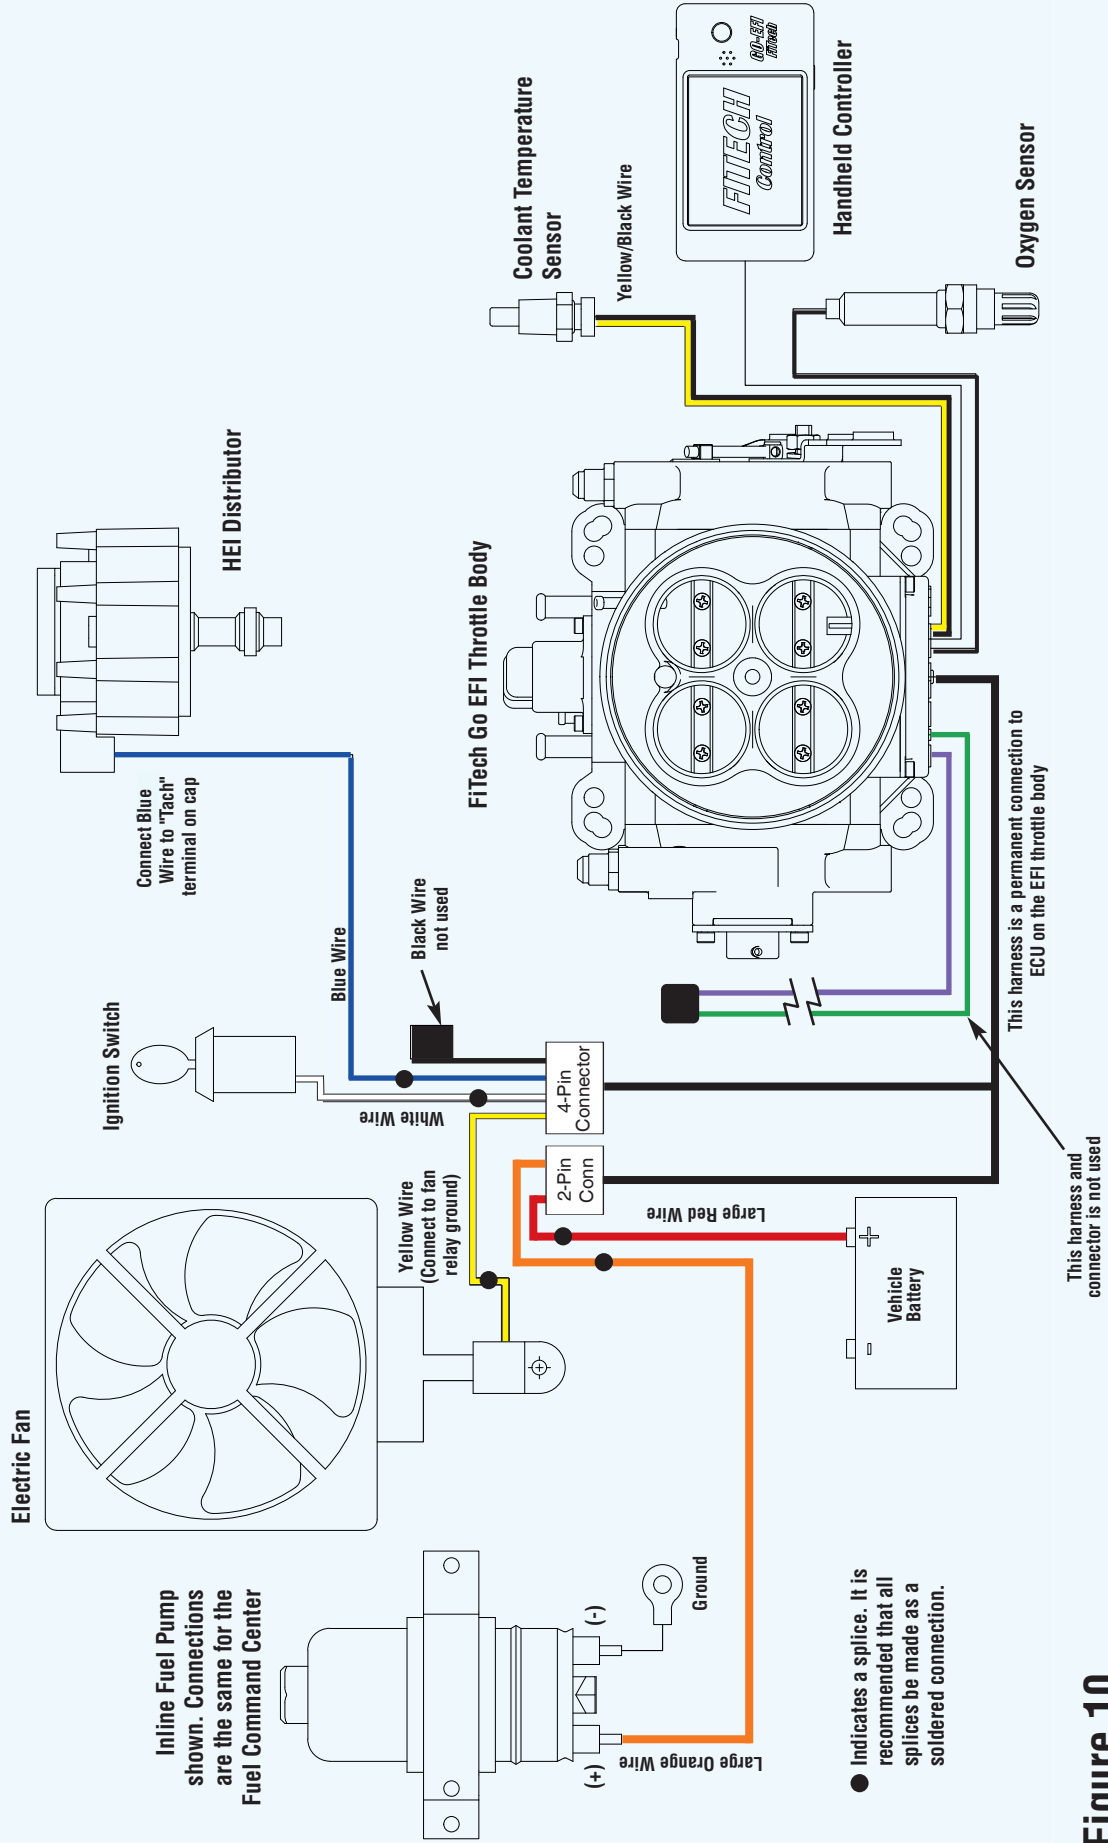 Electric Fan
Ignition Switch
HEI Distributor
Coolant Temperature
Sensor
Connect Blue
Wire to "Tach"
terminal on cap
Inline Fuel Pump
shown. Connections
are the same for the
Fuel Command Center
Blue Wire
White Wire
Black Wire
not used
Yellow Wire
(Connect to fan
relay ground)
FiTech Go EFI Throttle Body
Yellow/Black Wire
4-Pin
Connector
2-Pin
Conn
FITECH
Control
GO-EFI
FiTech
Handheld Controller
Oxygen Sensor
(+)
(-)
Ground
Large Orange Wire
Large Red Wire
Vehicle
Battery
+
-
This harness is a permanent connection to
ECU on the EFI throttle body
This harness and
connector is not used
Indicates a splice. It is
recommended that all
splices be made as a
soldered connection.
Figure 10